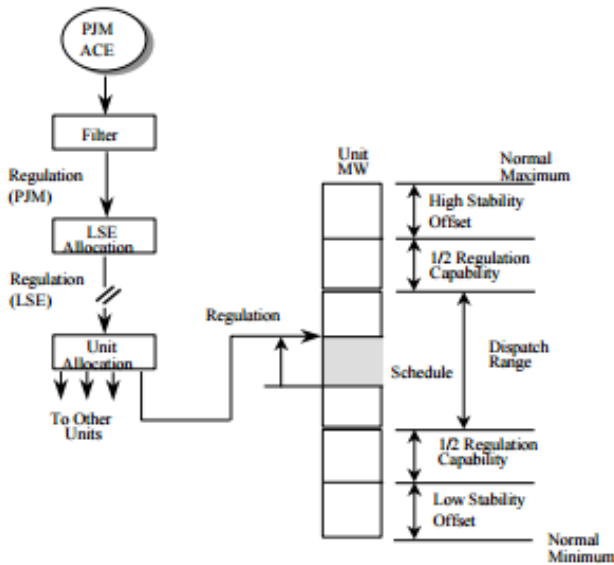 PJM
ACE
Filter
Regulation
(PJM)
LSE
Allocation
Regulation
(LSE)
Unit
Allocation
To Other
Units
Regulation
Unit
MW
Normal
Maximum
High Stability
Offset
1/2 Regulation
Capability
Dispatch
Range
Schedule
1/2 Regulation
Capability
Low Stability
Offset
Normal
Minimum